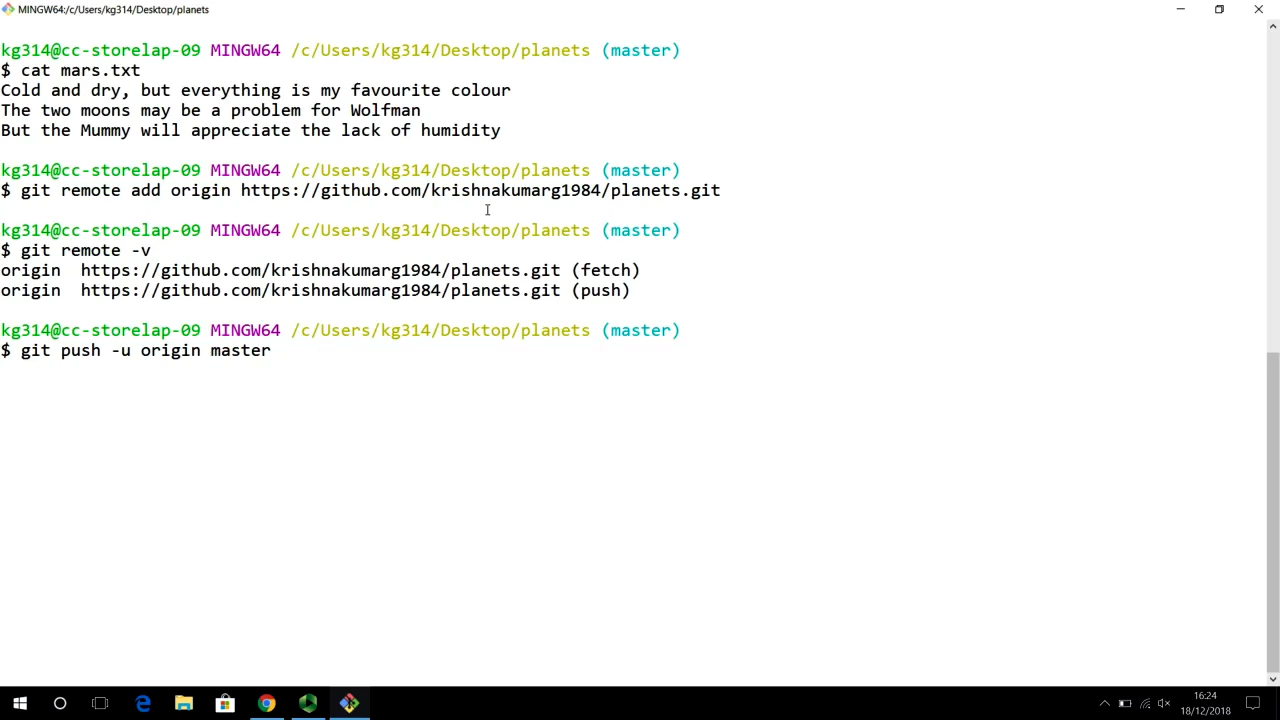 MINGW64:/c/Users/kg314/Desktop/planets
kg314@cc-storelap-09 MINGW64 /c/Users/kg314/Desktop/planets (master)
$ cat mars.txt
Cold and dry, but everything is my favourite colour
The two moons may be a problem for Wolfman
But the Mummy will appreciate the lack of humidity
kg314@cc-storelap-09 MINGW64 /c/Users/kg314/Desktop/planets (master)
$ git remote add origin https://github.com/krishnakumarg1984/planets.git
kg314@cc-storelap-09 MINGW64 /c/Users/kg314/Desktop/planets (master)
$ git remote -v
origin  https://github.com/krishnakumarg1984/planets.git (fetch)
origin  https://github.com/krishnakumarg1984/planets.git (push)
kg314@cc-storelap-09 MINGW64 /c/Users/kg314/Desktop/planets (master)
$ git push -u origin master
16:24
18/12/2018